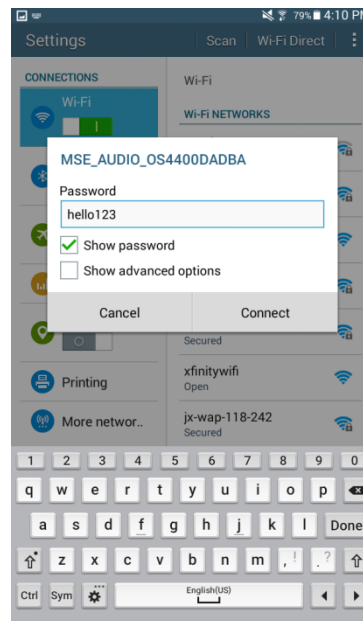 79% 4:10 PM
Settings Scan Wi-Fi Direct
CONNECTIONS
Wi-Fi
Wi-Fi
Wi-Fi NETWORKS
MSE_AUDIO_OS4400DADBA
Password
hello123
Show password
Show advanced options
Cancel Connect
Secured
Printing
xfinitywifi
Open
More networ..
jx-wap-118-242
Secured
1 2 3 4 5 6 7 8 9 0
q w e r t y u i o p
a s d f g h j k l Done
z x c v b n m , ! . ?
Ctrl Sym English(US)